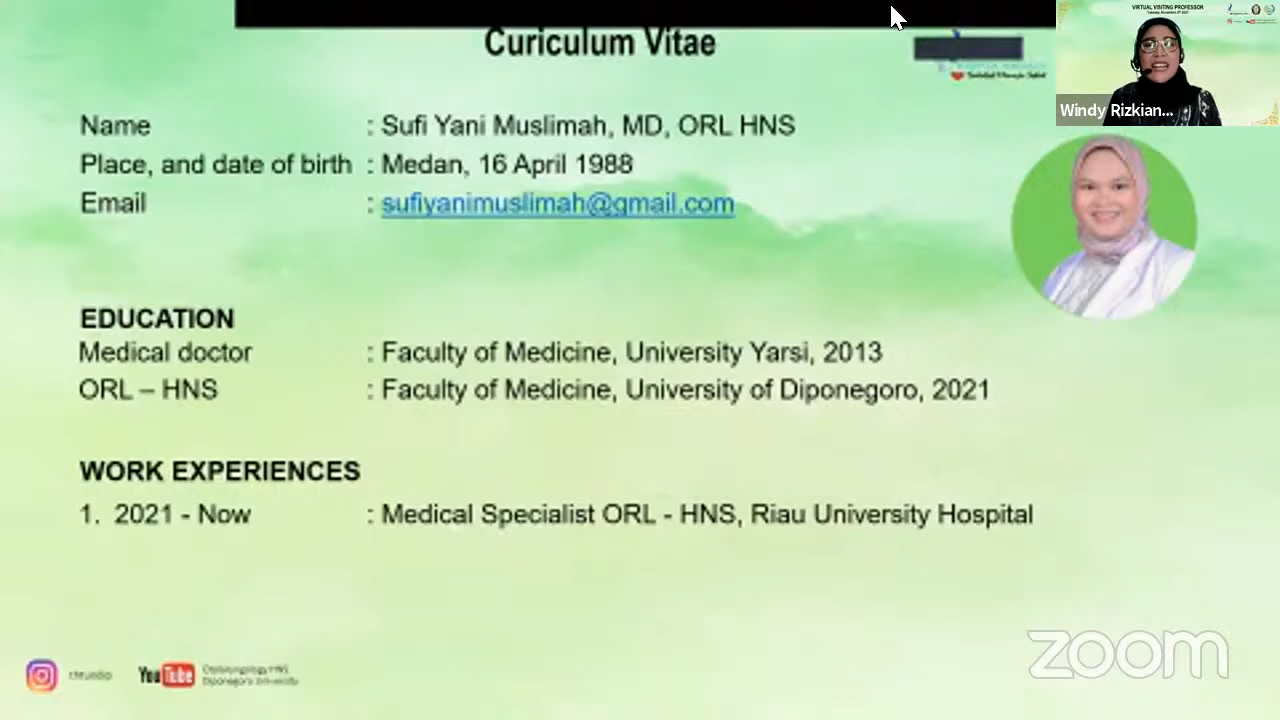 VIRTUAL VISITING PROFESSOR
Curiculum Vitae
Windy Rizkian...
Name : Sufi Yani Muslimah, MD, ORL HNS
Place, and date of birth : Medan, 16 April 1988
Email : sufiyanimuslimah@gmail.com
EDUCATION
Medical doctor : Faculty of Medicine, University Yarsi, 2013
ORL – HNS : Faculty of Medicine, University of Diponegoro, 2021
WORK EXPERIENCES
1. 2021 - Now : Medical Specialist ORL - HNS, Riau University Hospital
zoom
YouTube
Diponegoro University